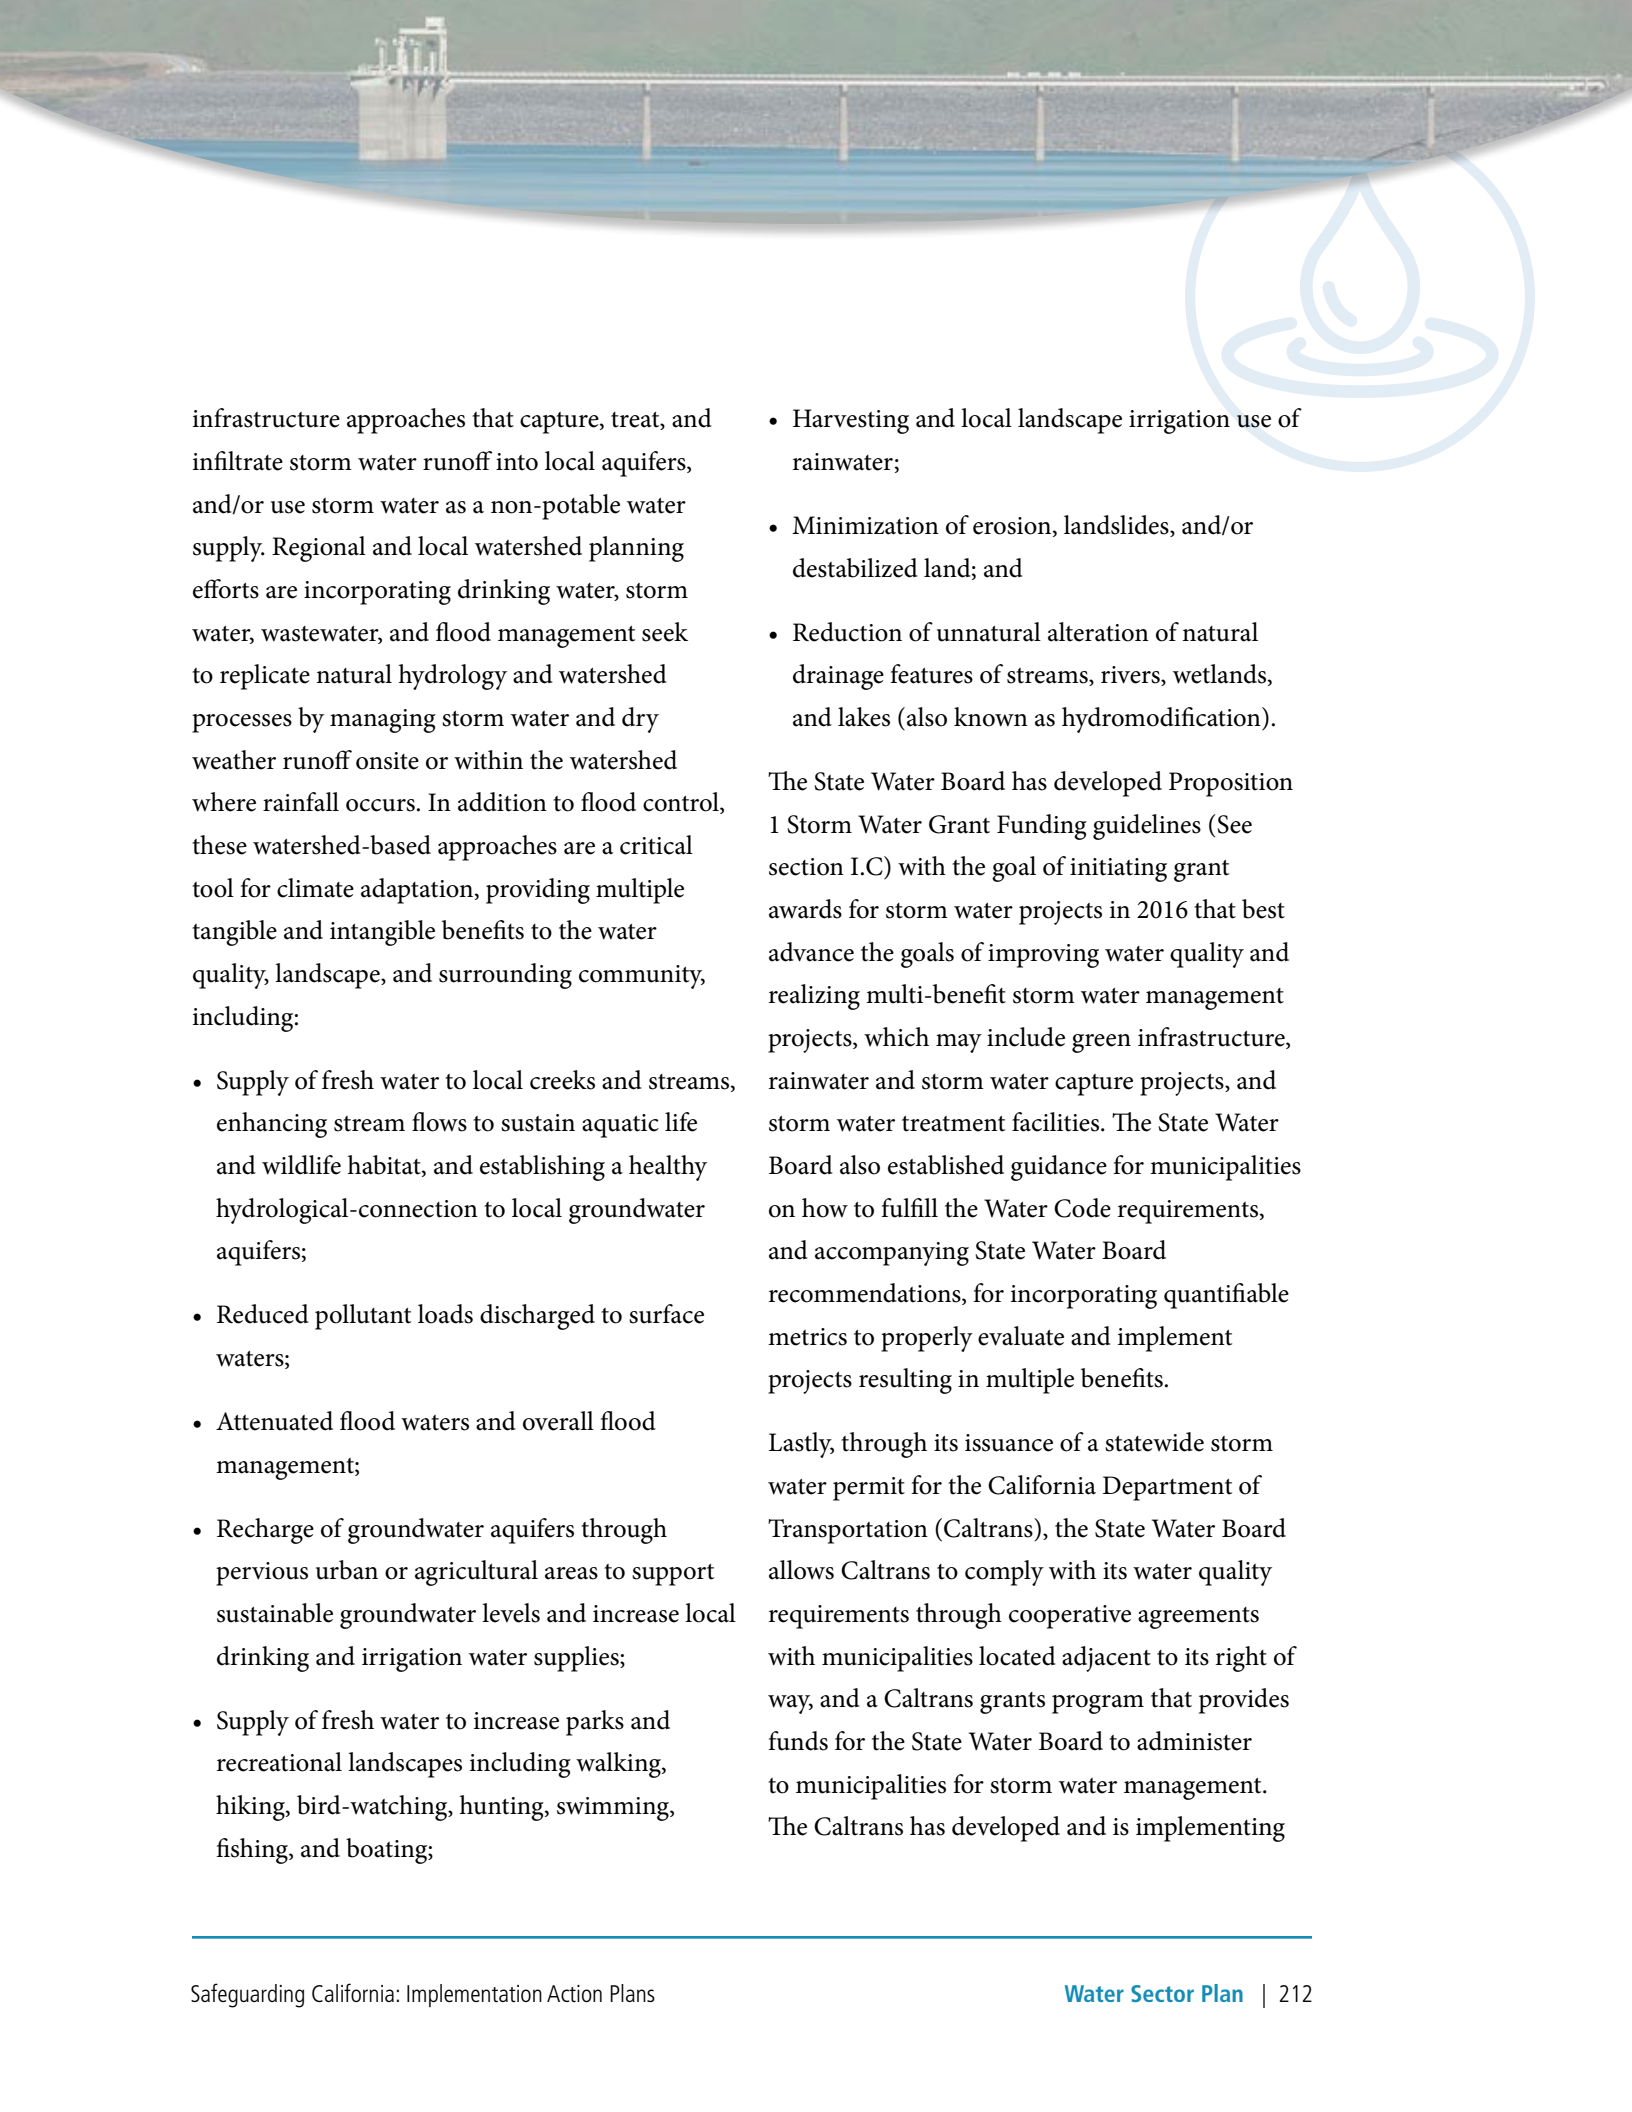 infrastructure approaches that capture, treat, and
infiltrate storm water runoff into local aquifers,
and/or use storm water as a non-potable water
supply. Regional and local watershed planning
efforts are incorporating drinking water, storm
water, wastewater, and flood management seek
to replicate natural hydrology and watershed
processes by managing storm water and dry
weather runoff onsite or within the watershed
where rainfall occurs. In addition to flood control,
these watershed-based approaches are a critical
tool for climate adaptation, providing multiple
tangible and intangible benefits to the water
quality, landscape, and surrounding community,
including:
• Supply of fresh water to local creeks and streams,
enhancing stream flows to sustain aquatic life
and wildlife habitat, and establishing a healthy
hydrological-connection to local groundwater
aquifers;
• Reduced pollutant loads discharged to surface
waters;
• Attenuated flood waters and overall flood
management;
• Recharge of groundwater aquifers through
pervious urban or agricultural areas to support
sustainable groundwater levels and increase local
drinking and irrigation water supplies;
• Supply of fresh water to increase parks and
recreational landscapes including walking,
hiking, bird-watching, hunting, swimming,
fishing, and boating;
• Harvesting and local landscape irrigation use of
rainwater;
• Minimization of erosion, landslides, and/or
destabilized land; and
• Reduction of unnatural alteration of natural
drainage features of streams, rivers, wetlands,
and lakes (also known as hydromodification).
The State Water Board has developed Proposition
1 Storm Water Grant Funding guidelines (See
section I.C) with the goal of initiating grant
awards for storm water projects in 2016 that best
advance the goals of improving water quality and
realizing multi-benefit storm water management
projects, which may include green infrastructure,
rainwater and storm water capture projects, and
storm water treatment facilities. The State Water
Board also established guidance for municipalities
on how to fulfill the Water Code requirements,
and accompanying State Water Board
recommendations, for incorporating quantifiable
metrics to properly evaluate and implement
projects resulting in multiple benefits.
Lastly, through its issuance of a statewide storm
water permit for the California Department of
Transportation (Caltrans), the State Water Board
allows Caltrans to comply with its water quality
requirements through cooperative agreements
with municipalities located adjacent to its right of
way, and a Caltrans grants program that provides
funds for the State Water Board to administer
to municipalities for storm water management.
The Caltrans has developed and is implementing
Safeguarding California: Implementation Action Plans
Water Sector Plan | 212